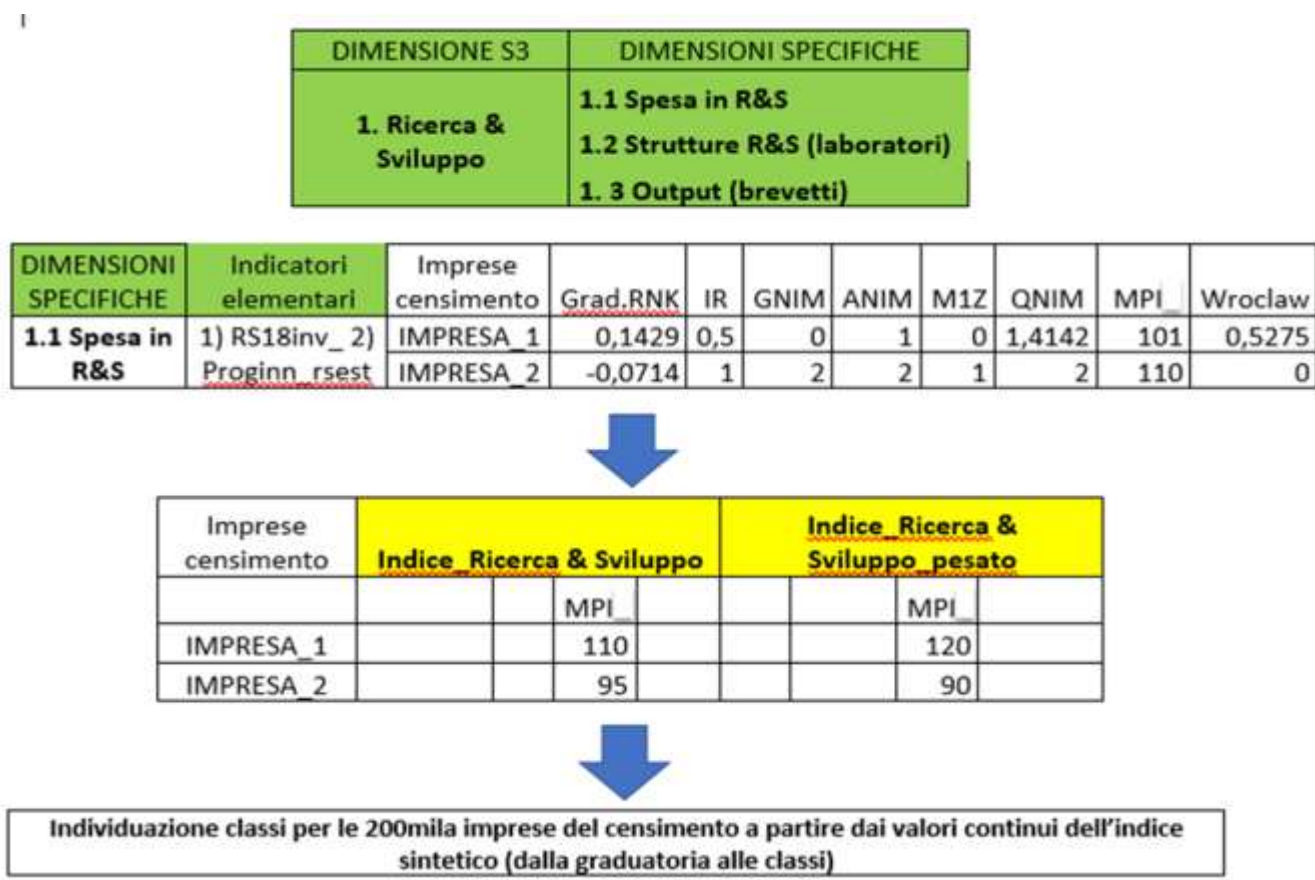 DIMENSIONE S3 DIMENSIONI SPECIFICHE
1. Ricerca &
Sviluppo
1.1 Spesa in R&S
1.2 Strutture R&S (laboratori)
1. 3 Output (brevetti)
DIMENSIONI
SPECIFICHE
Indicatori
elementari
Imprese
censimento
Grad.RNK IR GNIM ANIM M1Z QNIM MPI_ Wroclaw
1.1 Spesa in
R&S
1) RS18inv_ 2)
Proginn_rsest
IMPRESA_1 0,1429 0,5 0 1 0 1,4142 101 0,5275
IMPRESA_2 -0,0714 1 2 2 1 2 110 0
Imprese
censimento
Indice_Ricerca & Sviluppo
Indice_Ricerca &
Sviluppo_pesato
MPI_ MPI_
IMPRESA_1 110 120
IMPRESA_2 95 90
Individuazione classi per le 200mila imprese del censimento a partire dai valori continui dell'indice
sintetico (dalla graduatoria alle classi)